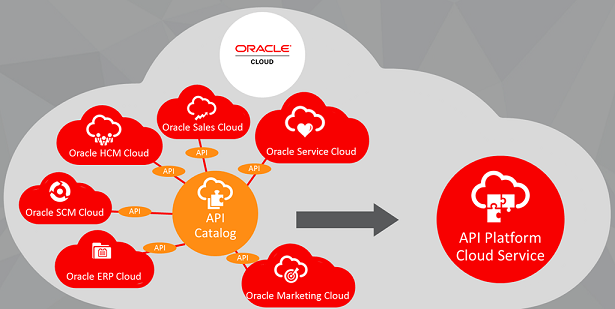 ORACLE®
CLOUD
Oracle Sales Cloud
Oracle HCM Cloud
Oracle Service Cloud
API
API
API
Oracle SCM Cloud
API
API
Catalog
API Platform
Cloud Service
API
Oracle ERP Cloud
API
Oracle Marketing Cloud